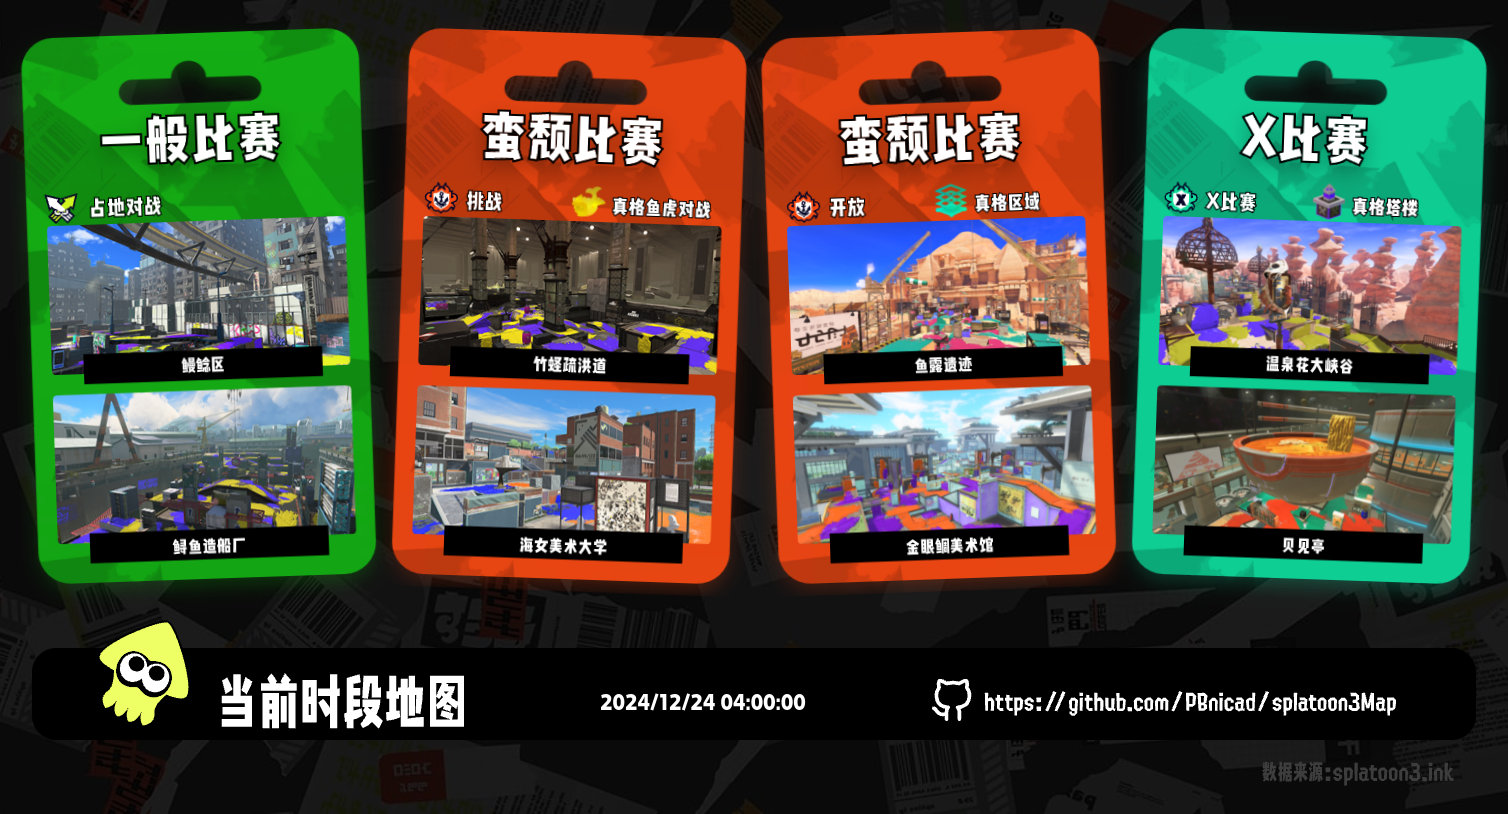 一般比赛
占地对战
鳗鲶区
鲟鱼造船厂
蛮颓比赛
挑战
真格鱼虎对战
竹蛏疏洪道
海女美术大学
蛮颓比赛
开放
真格区域
鱼露遗迹
金眼鲷美术馆
X比赛
X比赛
真格塔楼
温泉花大峡谷
贝见亭
当前时段地图
2024/12/24 04:00:00
https://github.com/PBnicad/splatoon3Map
数据来源:splatoon3.ink